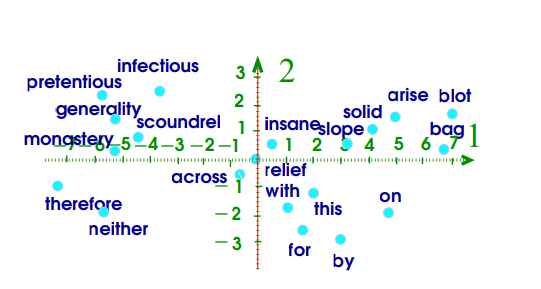 3 2
infectious
pretentious
arise blot
2
generality solid
scoundrel insane slope bag 1
1
monastery
-7 -6 -5 -4 -3 -2 -1 1 2 3 4 5 6 7
across relief
-1 with
therefore this on
-2
neither
-3 for
by